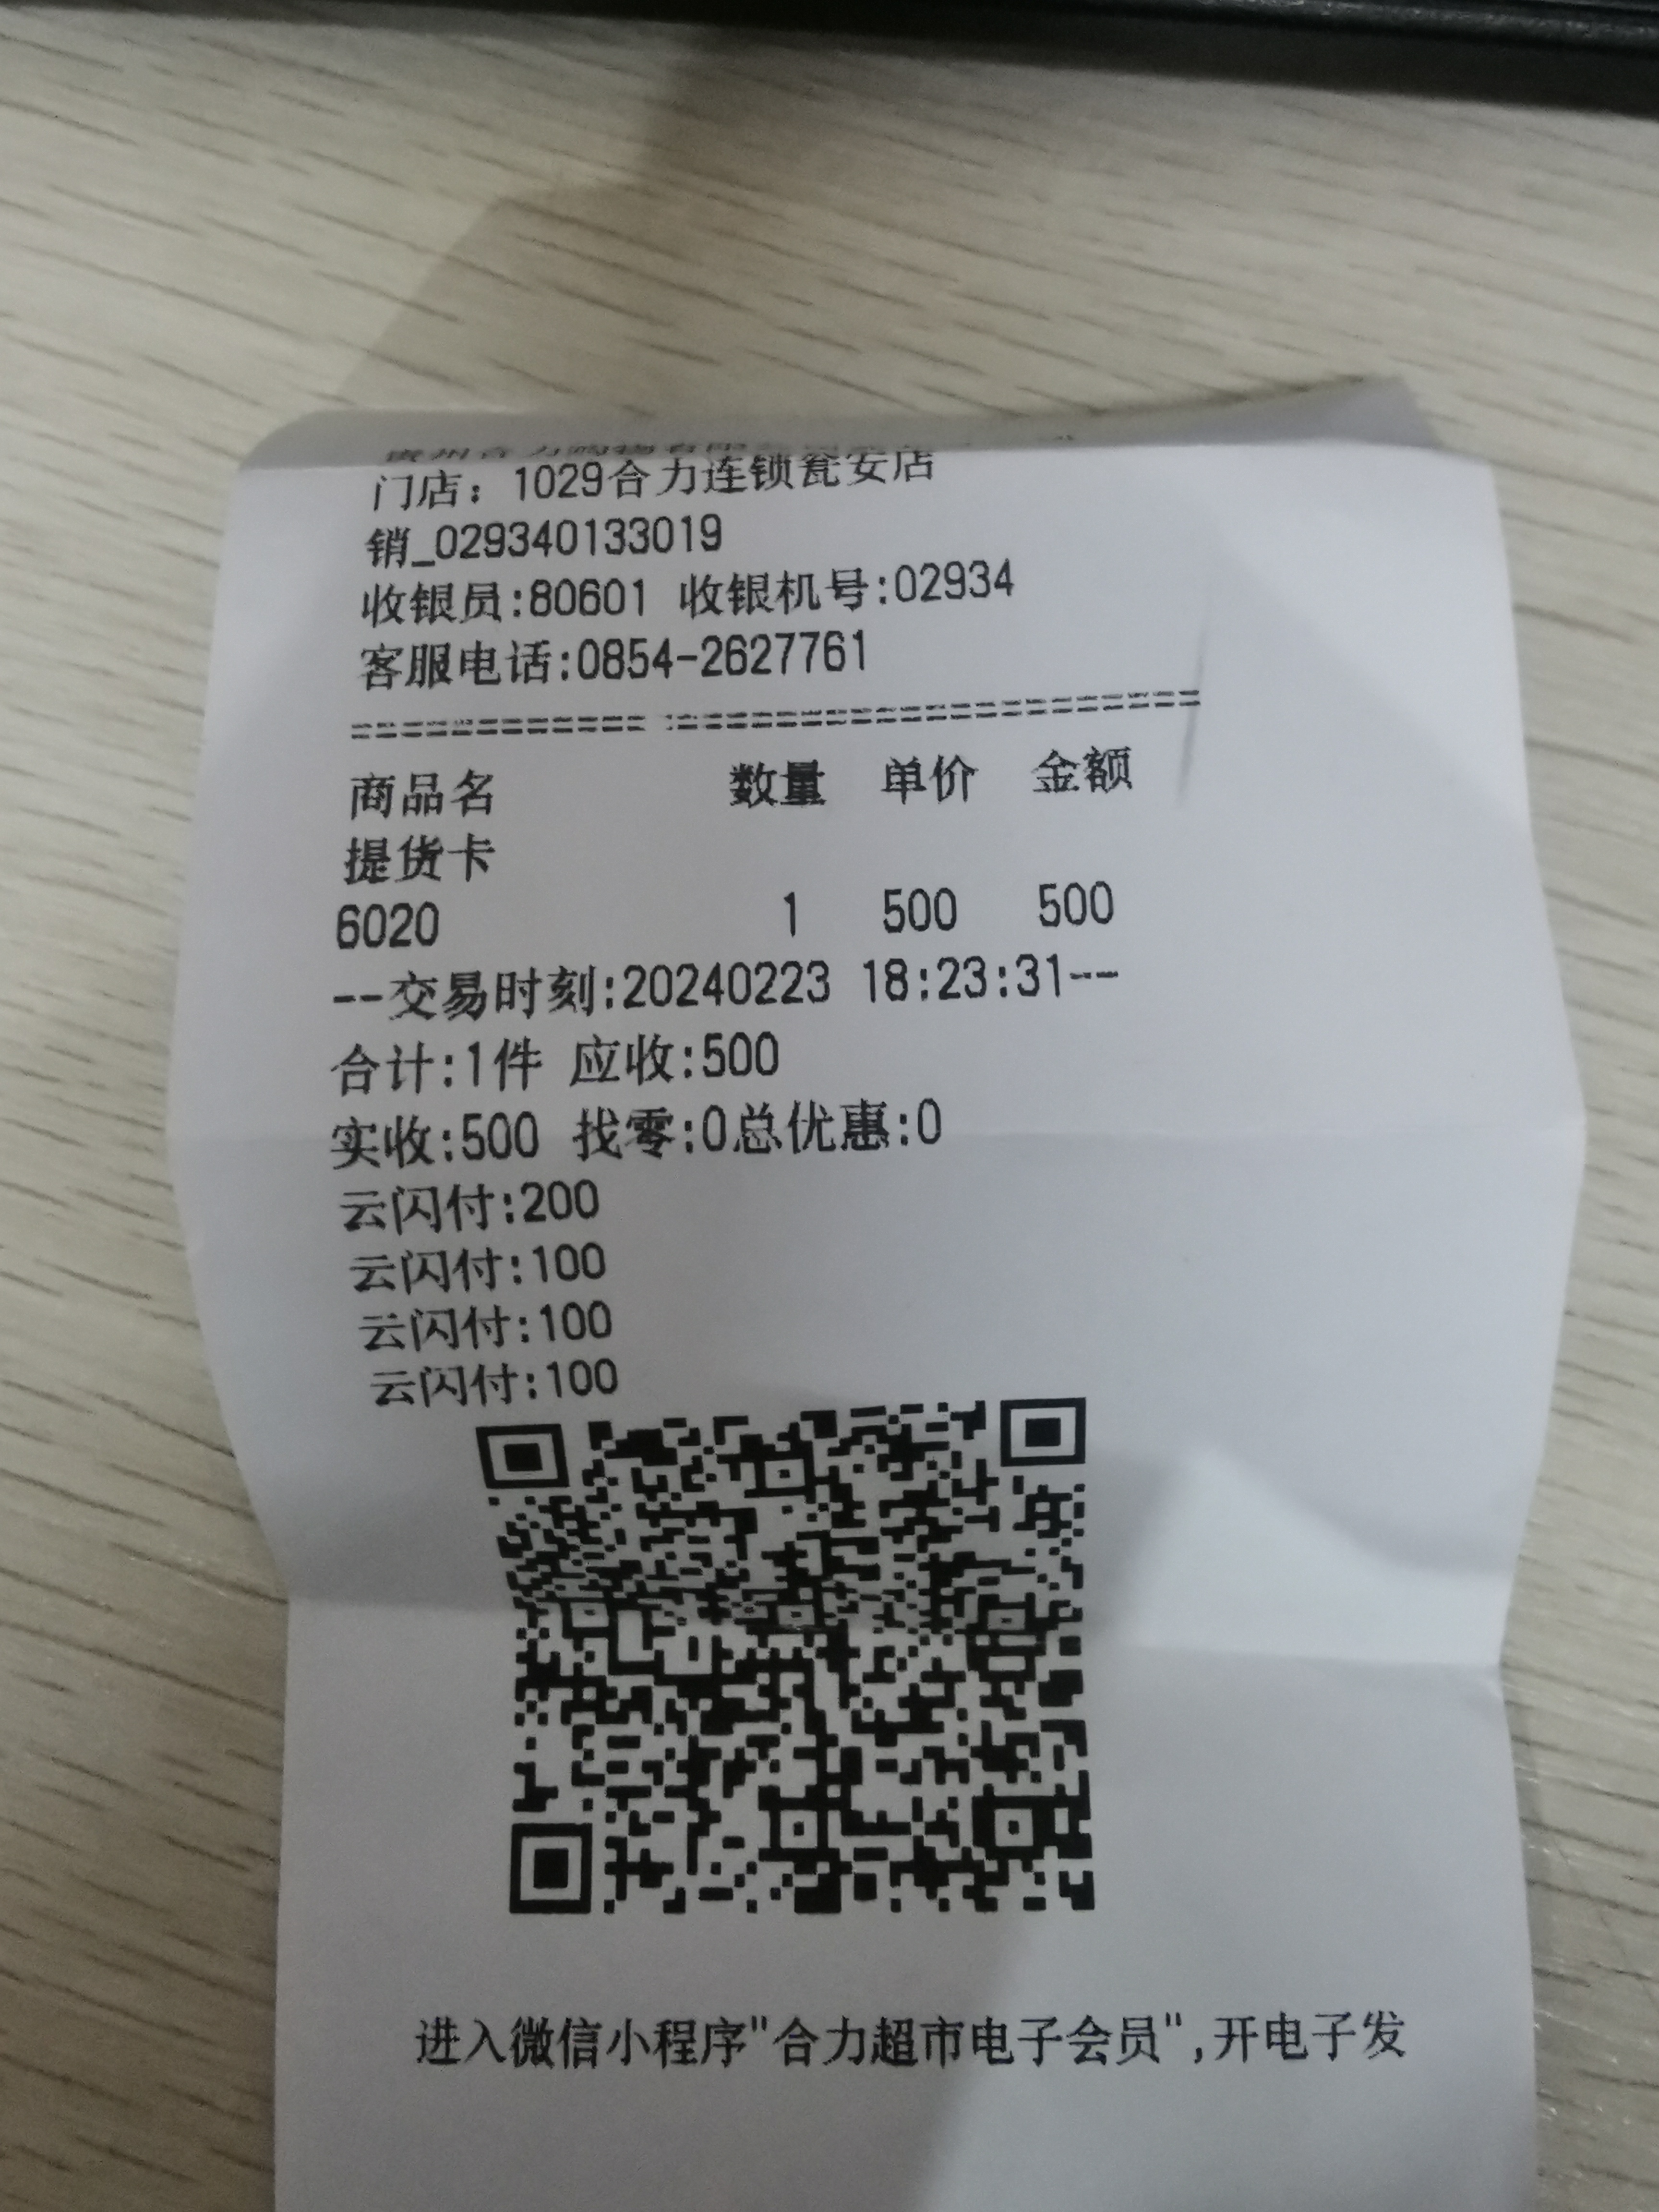 门店：1029合力连锁瓮安店
销_029340133019
收银员:80601 收银机号:02934
客服电话:0854-2627761
商品名 数量 单价 金额
提货卡
6020 1 500 500
--交易时刻:20240223 18:23:31--
合计:1件 应收:500
实收:500 找零:0总优惠:0
云闪付:200
云闪付:100
云闪付:100
云闪付:100
进入微信小程序"合力超市电子会员",开电子发